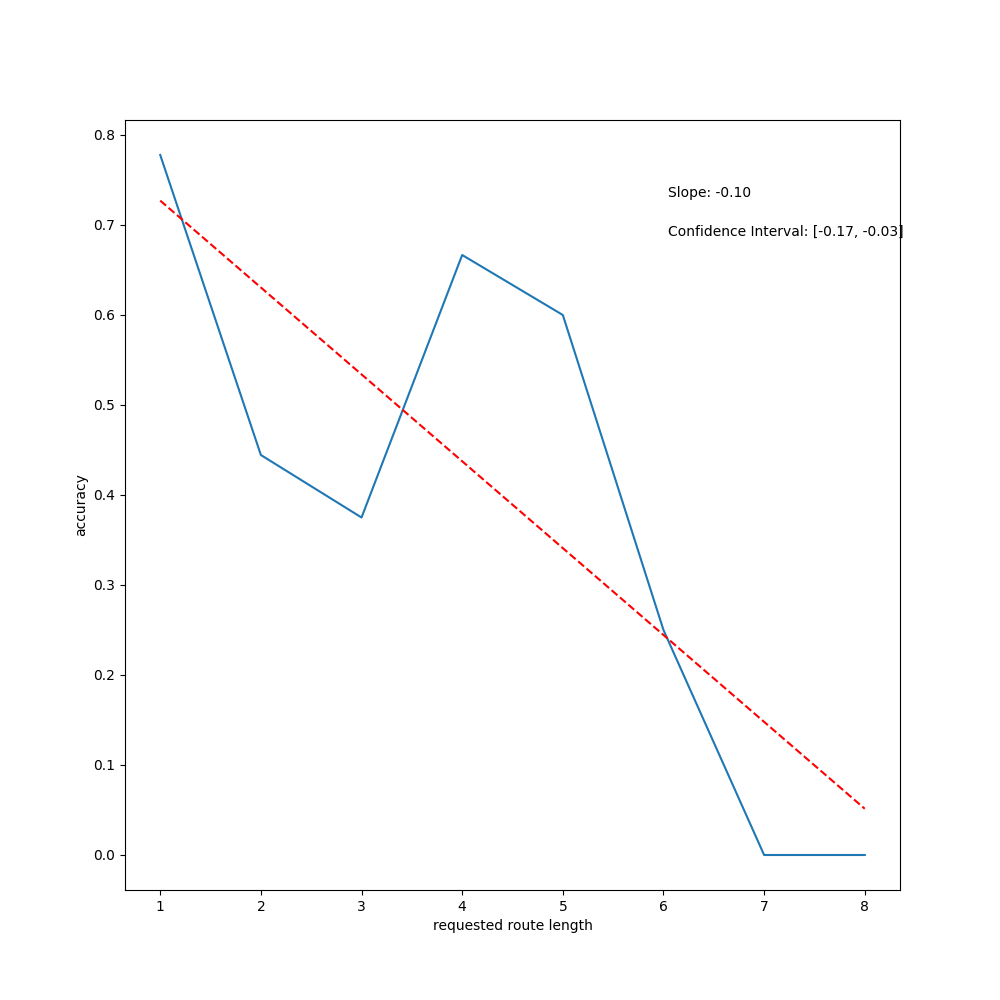 0.8
0.7
0.6
0.5
0.4
0.3
0.2
0.1
0.0
accuracy
Slope: -0.10
Confidence Interval: [-0.17, -0.03]
1 2 3 4 5 6 7 8
requested route length